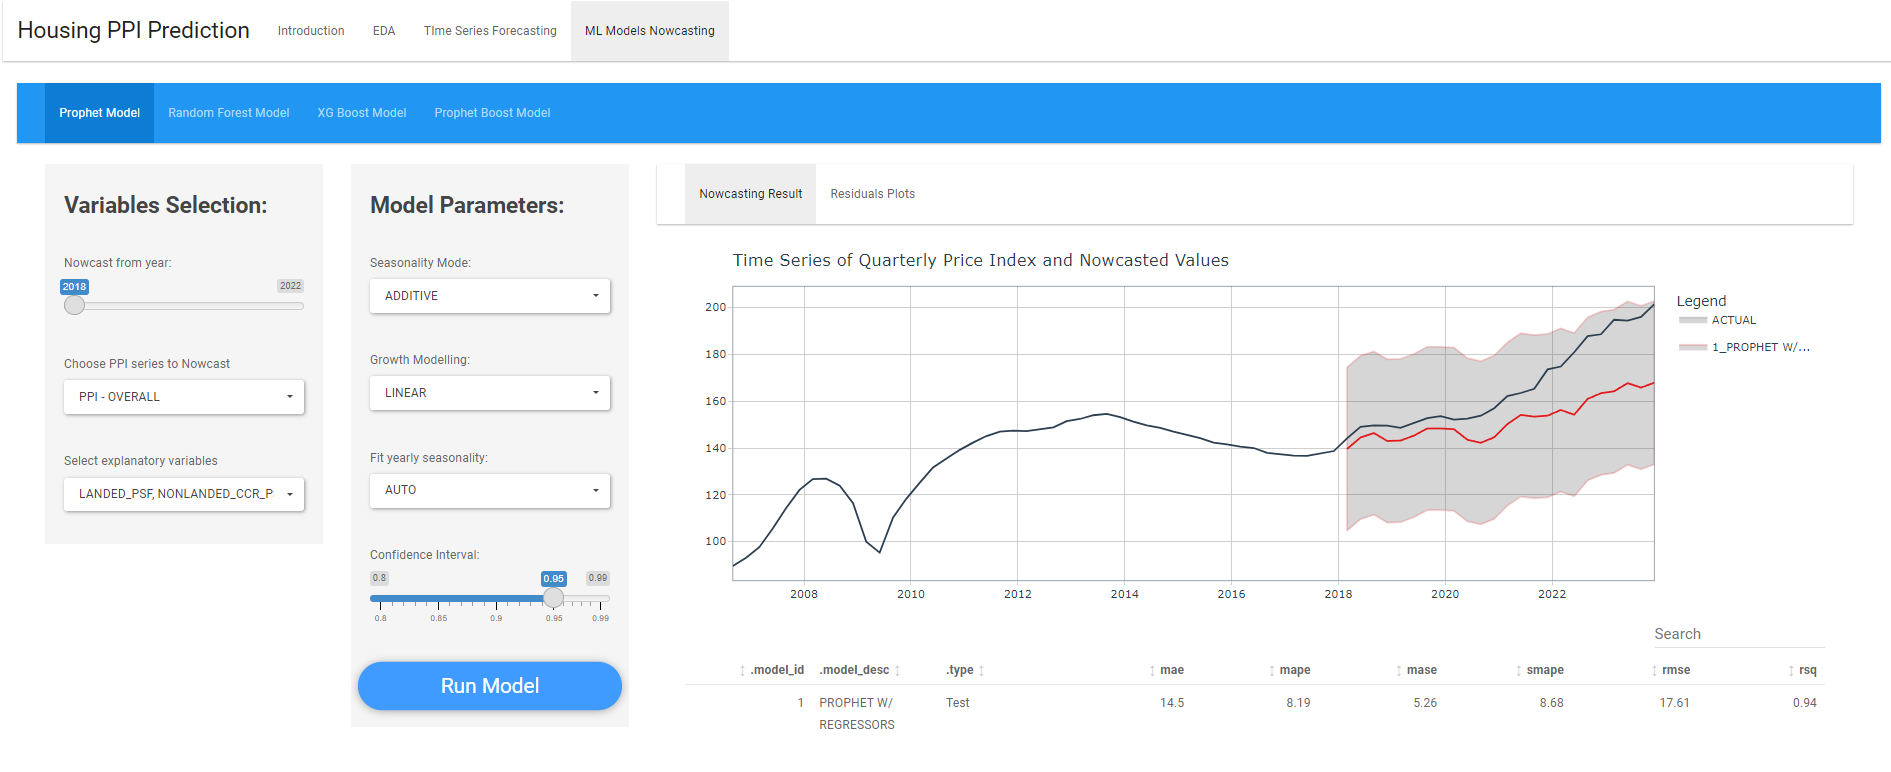 Housing PPI Prediction Introduction EDA TIme Series Forecasting ML Models Nowcasting
Prophet Model Random Forest Model XG Boost Model Prophet Boost Model
Variables Selection:
Nowcast from year:
2018 2022
Choose PPI series to Nowcast
PPI - OVERALL
Select explanatory variables
LANDED_PSF, NONLANDED_CCR_P
Model Parameters:
Seasonality Mode:
ADDITIVE
Growth Modelling:
LINEAR
Fit yearly seasonality:
AUTO
Confidence Interval:
0.8 0.95 0.99
0.8 0.85 0.9 0.95 0.99
Run Model
Nowcasting Result Residuals Plots
Time Series of Quarterly Price Index and Nowcasted Values
200
180
160
140
120
100
2008 2010 2012 2014 2016 2018 2020 2022
Legend
ACTUAL
1_PROPHET W/...
Search
.model_id .model_desc .type mae mape mase smape rmse rsq
1 PROPHET W/ Test 14.5 8.19 5.26 8.68 17.61 0.94
REGRESSORS